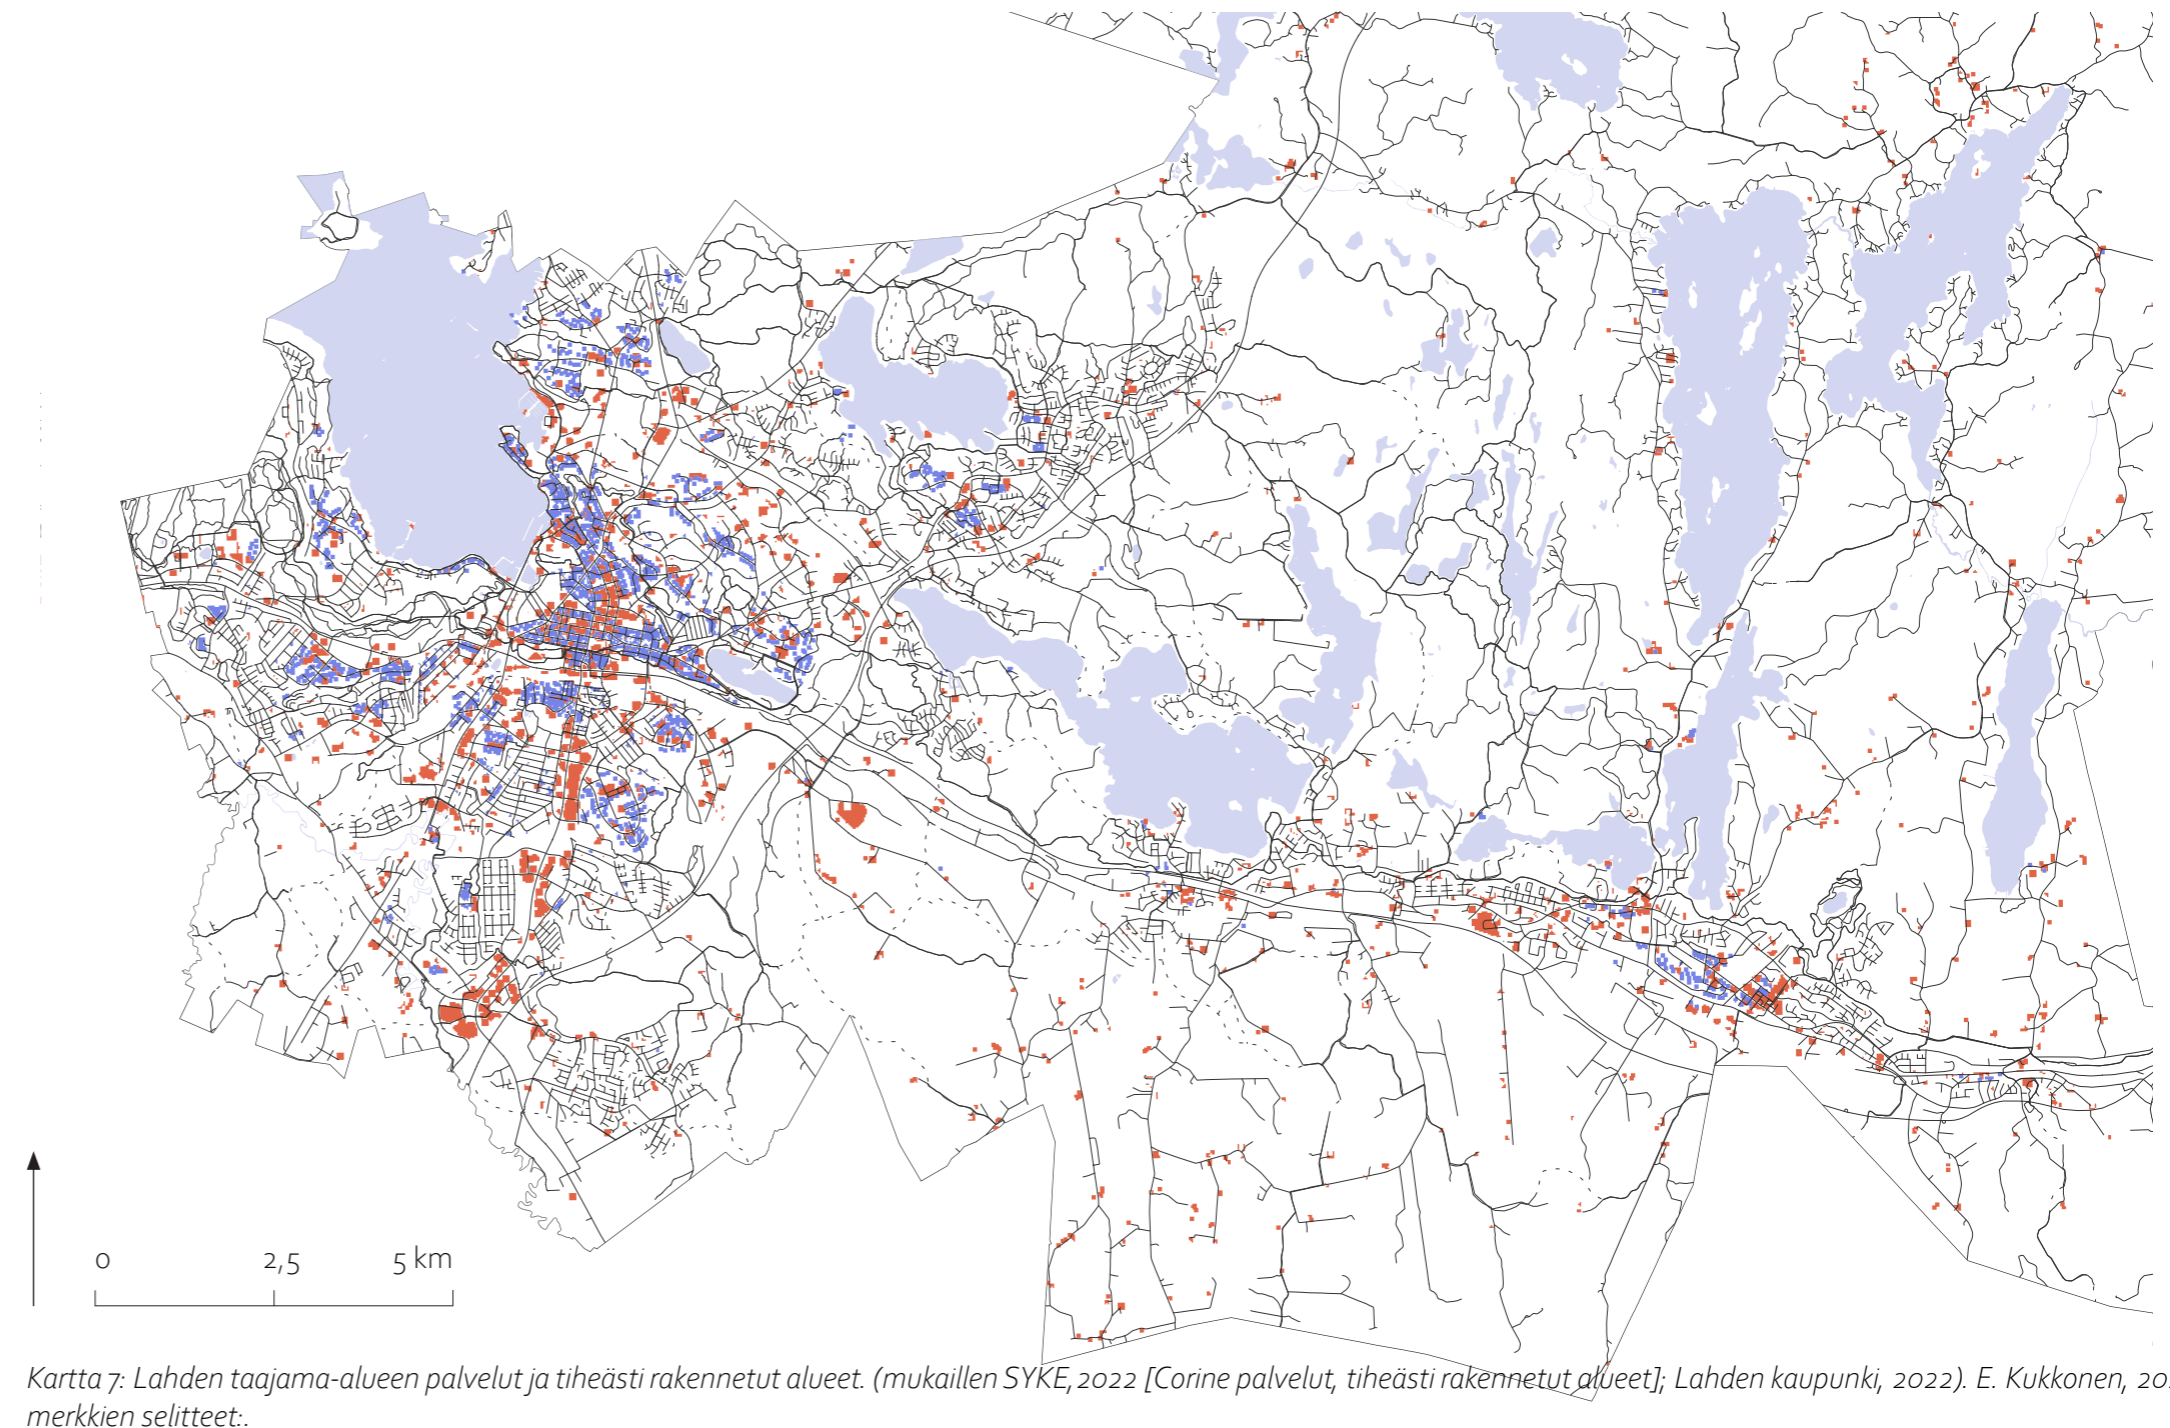 0 2,5 5 km
Kartta 7: Lahden taajama-alueen palvelut ja tiheästi rakennetut alueet. (mukaillen SYKE, 2022 [Corine palvelut, tiheästi rakennetut alueet]; Lahden kaupunki, 2022). E. Kukkonen,
merkkien selitteet:.